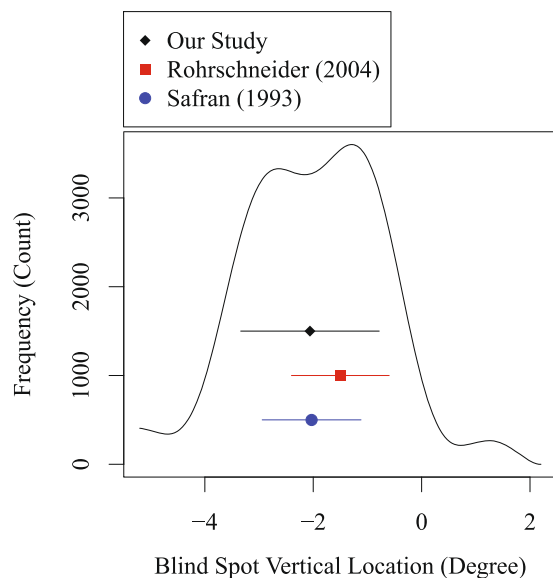 Our Study
Rohrschneider (2004)
Safran (1993)
Frequency (Count)
3000
2000
1000
0
−4
−2
0
2
Blind Spot Vertical Location (Degree)